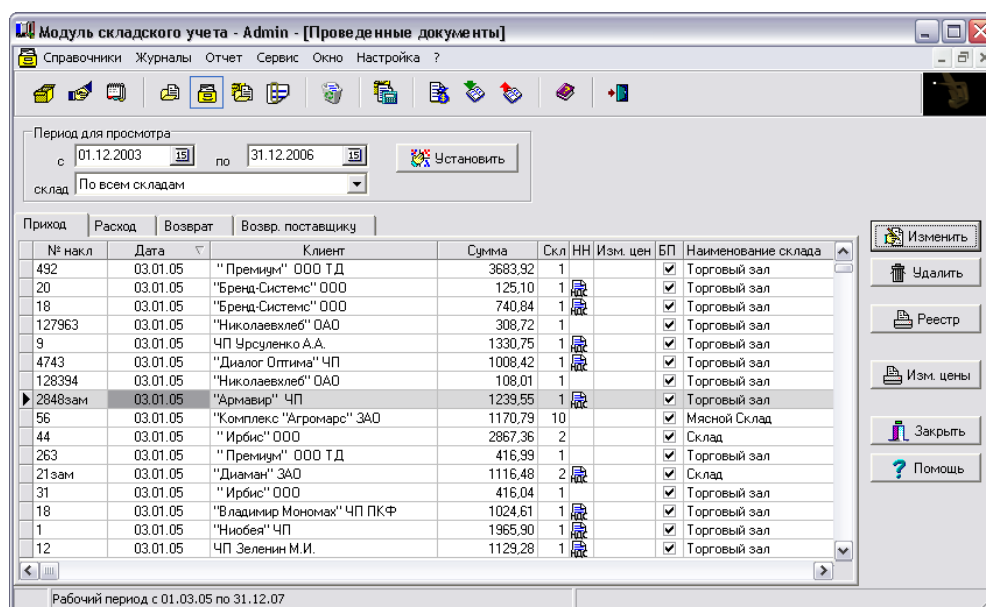 Модуль складского учета - Admin - [Проведенные документы]
Справочники Журналы Отчет Сервис Окно Настройка ?
Период для просмотра
с 01.12.2003 15 по 31.12.2006 15 Установить
склад По всем складам
Приход Расход Возврат Возвр. поставщику
№ накл Дата Клиент Сумма Скл НН Изм. цен БП Наименование склада
492 03.01.05 "Премиум" ООО ТД 3683,92 1 Торговый зал
20 03.01.05 "Бренд-Системс" ООО 125,10 1 НДС Торговый зал
18 03.01.05 "Бренд-Системс" ООО 740,84 1 НДС Торговый зал
127963 03.01.05 "Николаевхлеб" ОАО 308,72 1 Торговый зал
9 03.01.05 ЧП Урсуленко А.А. 1330,75 1 НДС Торговый зал
4743 03.01.05 "Диалог Оптима" ЧП 1008,42 1 НДС Торговый зал
128394 03.01.05 "Николаевхлеб" ОАО 108,01 1 Торговый зал
2848зам 03.01.05 "Армавир" ЧП 1239,55 1 НДС Торговый зал
56 03.01.05 "Комплекс "Агромарс" ЗАО 1170,79 10 Мясной Склад
44 03.01.05 "Ирбис" ООО 2867,36 2 Склад
263 03.01.05 "Премиум" ООО ТД 416,99 1 Торговый зал
21зам 03.01.05 "Диаман" ЗАО 1116,48 2 НДС Склад
31 03.01.05 "Ирбис" ООО 416,04 1 Торговый зал
18 03.01.05 "Владимир Мономах" ЧП ПКФ 1024,61 1 НДС Торговый зал
1 03.01.05 "Ниобея" ЧП 1965,90 1 НДС Торговый зал
12 03.01.05 ЧП Зеленин М.И. 1129,28 1 НДС Торговый зал
Изменить
Удалить
Реестр
Изм. цены
Закрыть
Помощь
Рабочий период с 01.03.05 по 31.12.07